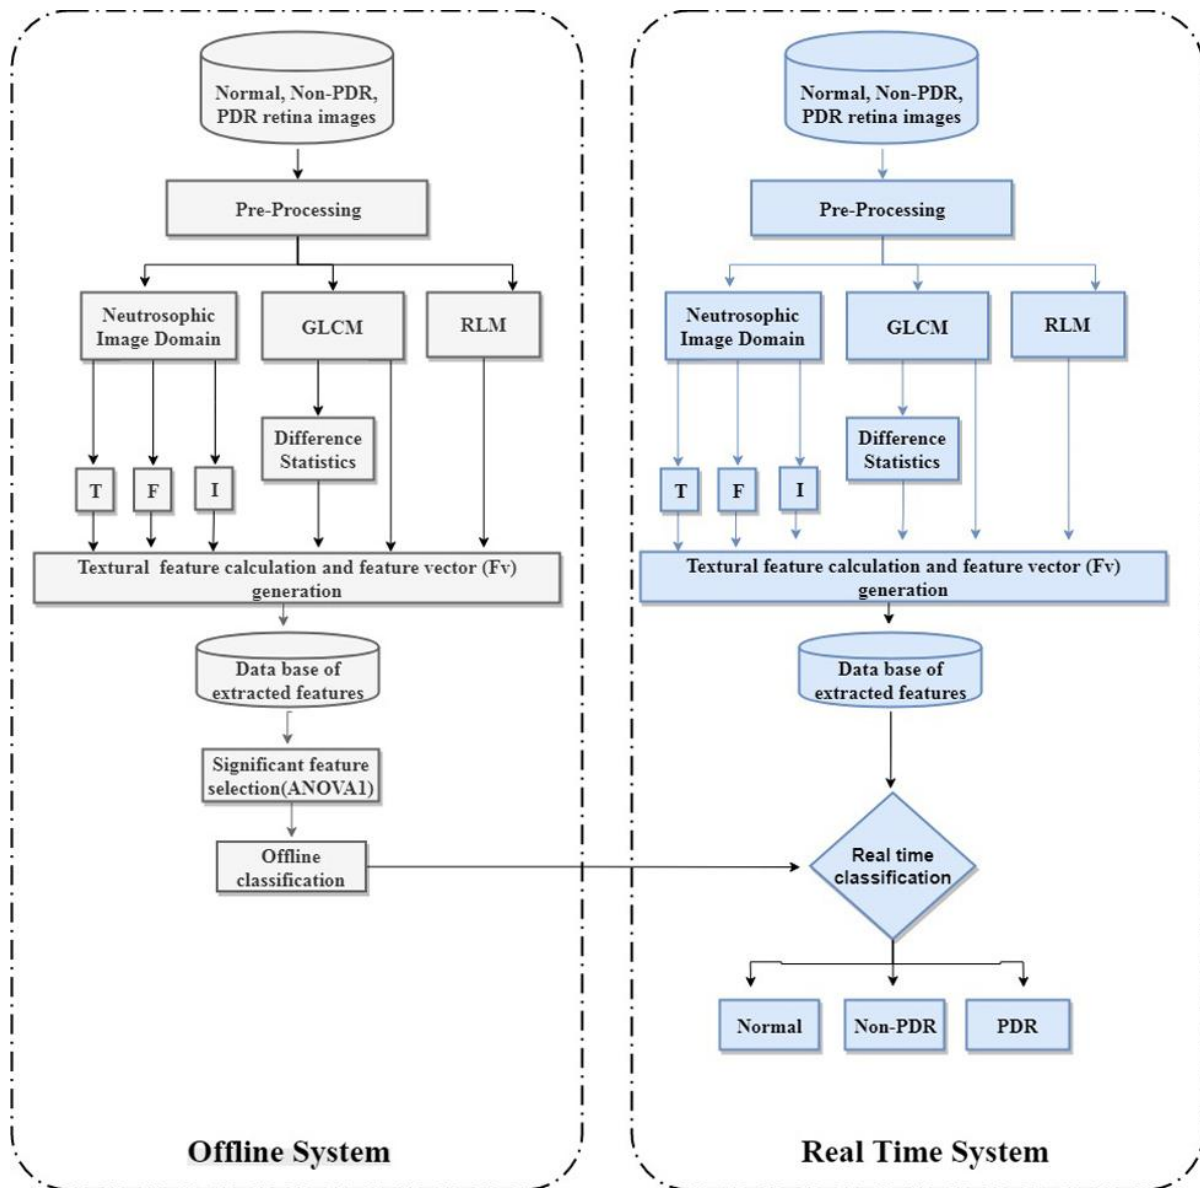 Normal, Non-PDR,
PDR retina images
Pre-Processing
Neutrosophic
Image Domain
GLCM
RLM
Difference
Statistics
T
F
I
Textural feature calculation and feature vector (Fv)
generation
Data base of
extracted features
Significant feature
selection(ANOVA1)
Offline
classification
Offline System
Normal, Non-PDR,
PDR retina images
Pre-Processing
Neutrosophic
Image Domain
GLCM
RLM
Difference
Statistics
T
F
I
Textural feature calculation and feature vector (Fv)
generation
Data base of
extracted features
Real time
classification
Normal
Non-PDR
PDR
Real Time System